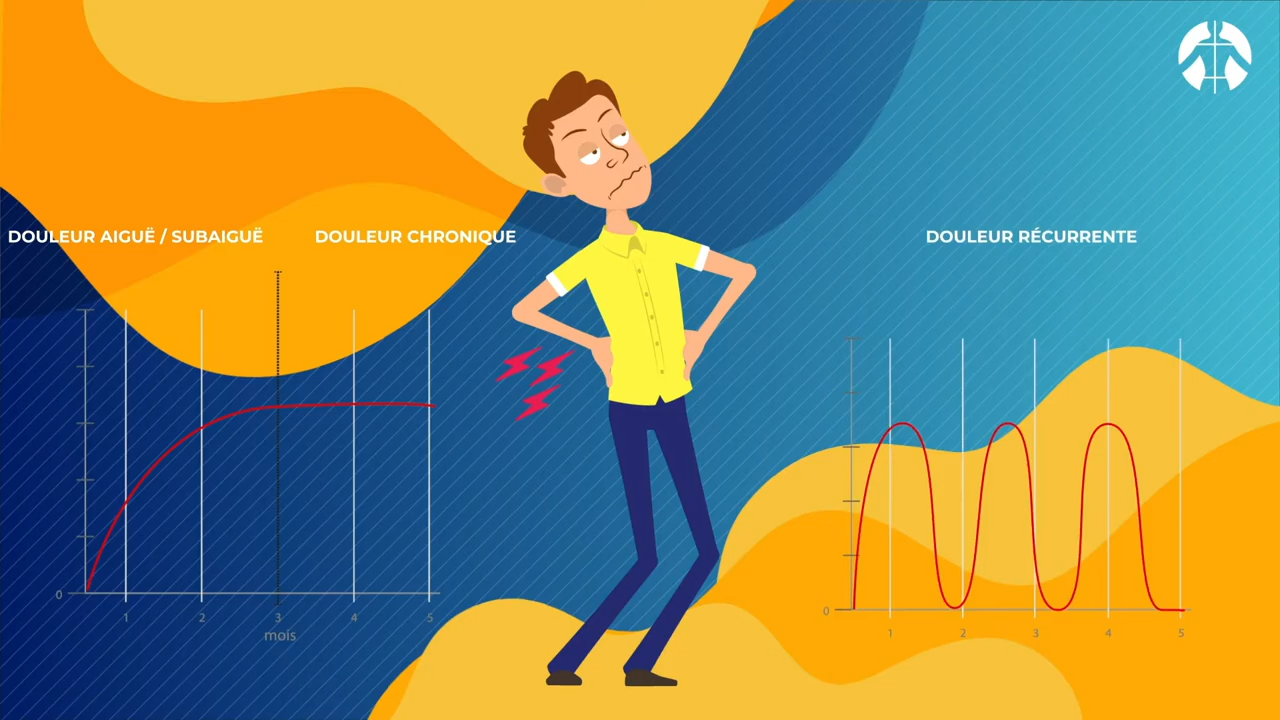 DOULEUR AIGUË / SUBAIGUË
DOULEUR CHRONIQUE
DOULEUR RÉCURRENTE
0
1 2 3 4 5
mois
0
1 2 3 4 5